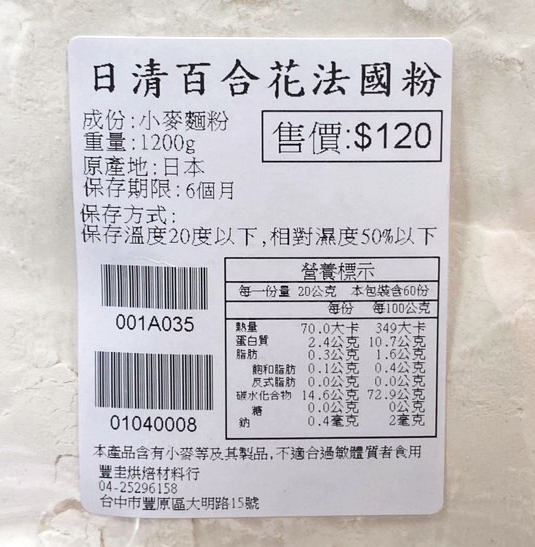 日清百合花法國粉
成份:小麥麵粉
重量:1200g
售價:$120
原產地:日本
保存期限:6個月
保存方式:
保存溫度20度以下,相對濕度50%以下
001A035
01040008
營養標示
每一份量 20公克 本包裝含60份
每份 每100公克
熱量 70.0大卡 349大卡
蛋白質 2.4公克 10.7公克
脂肪 0.3公克 1.6公克
飽和脂肪 0.1公克 0.4公克
反式脂肪 0.0公克 0.0公克
碳水化合物 14.6公克 72.9公克
糖 0.0公克 0公克
鈉 0.4毫克 2毫克
本產品含有小麥等及其製品,不適合過敏體質者食用
豐圭烘焙材料行
04-25296158
台中市豐原區大明路15號